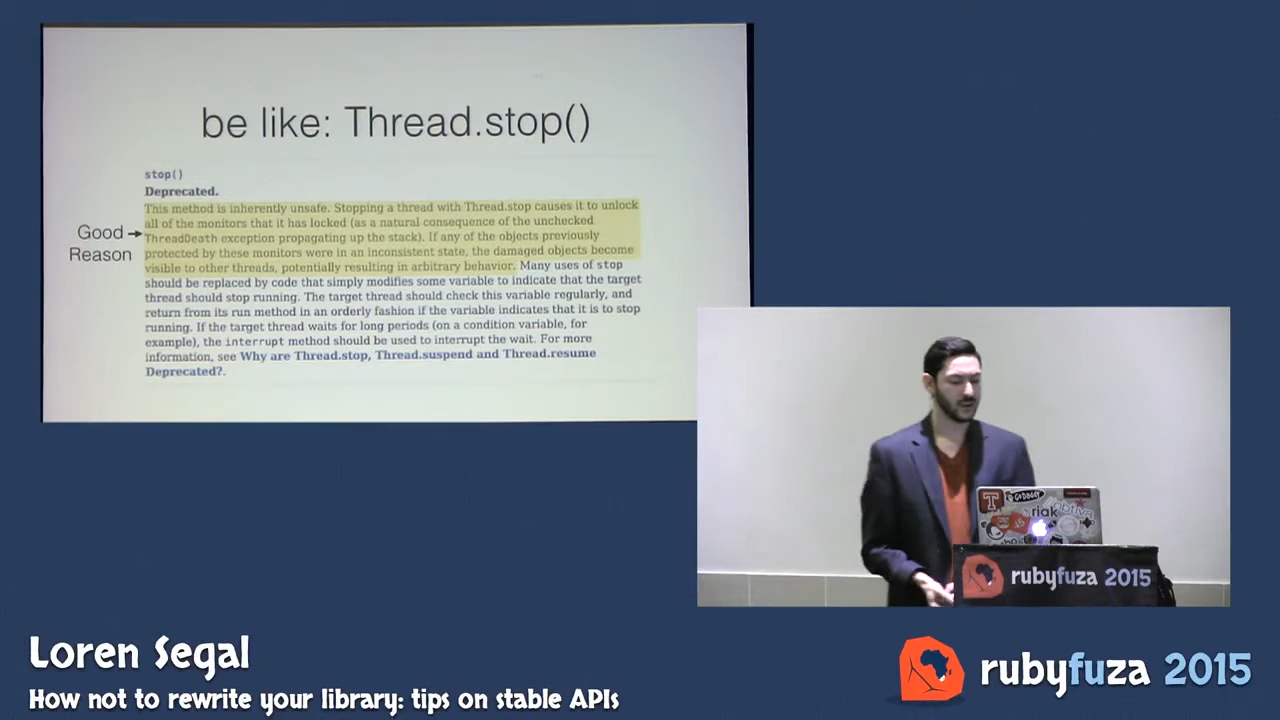 be like: Thread.stop()
stop()
Deprecated.
This method is inherently unsafe. Stopping a thread with Thread.stop causes it to unlock
all of the monitors that it has locked (as a natural consequence of the unchecked
ThreadDeath exception propagating up the stack). If any of the objects previously
protected by these monitors were in an inconsistent state, the damaged objects become
visible to other threads, potentially resulting in arbitrary behavior. Many uses of stop
should be replaced by code that simply modifies some variable to indicate that the target
thread should stop running. The target thread should check this variable regularly, and
return from its run method in an orderly fashion if the variable indicates that it is to stop
running. If the target thread waits for long periods (on a condition variable, for
example), the interrupt method should be used to interrupt the wait. For more
information, see Why are Thread.stop, Thread.suspend and Thread.resume
Deprecated?.
Good
Reason
T
riak
rubyfuza 2015
Loren Segal
How not to rewrite your library: tips on stable APIs
rubyfuza 2015